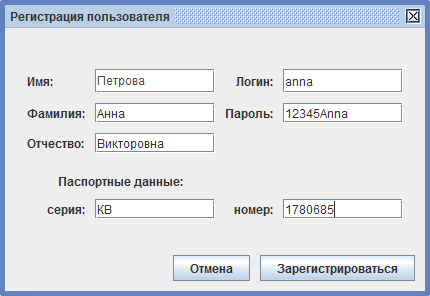 Регистрация пользователя
Имя: Петрова Логин: anna
Фамилия: Анна Пароль: 12345Anna
Отчество: Викторовна
Паспортные данные:
серия: КВ номер: 1780685
Отмена Зарегистрироваться